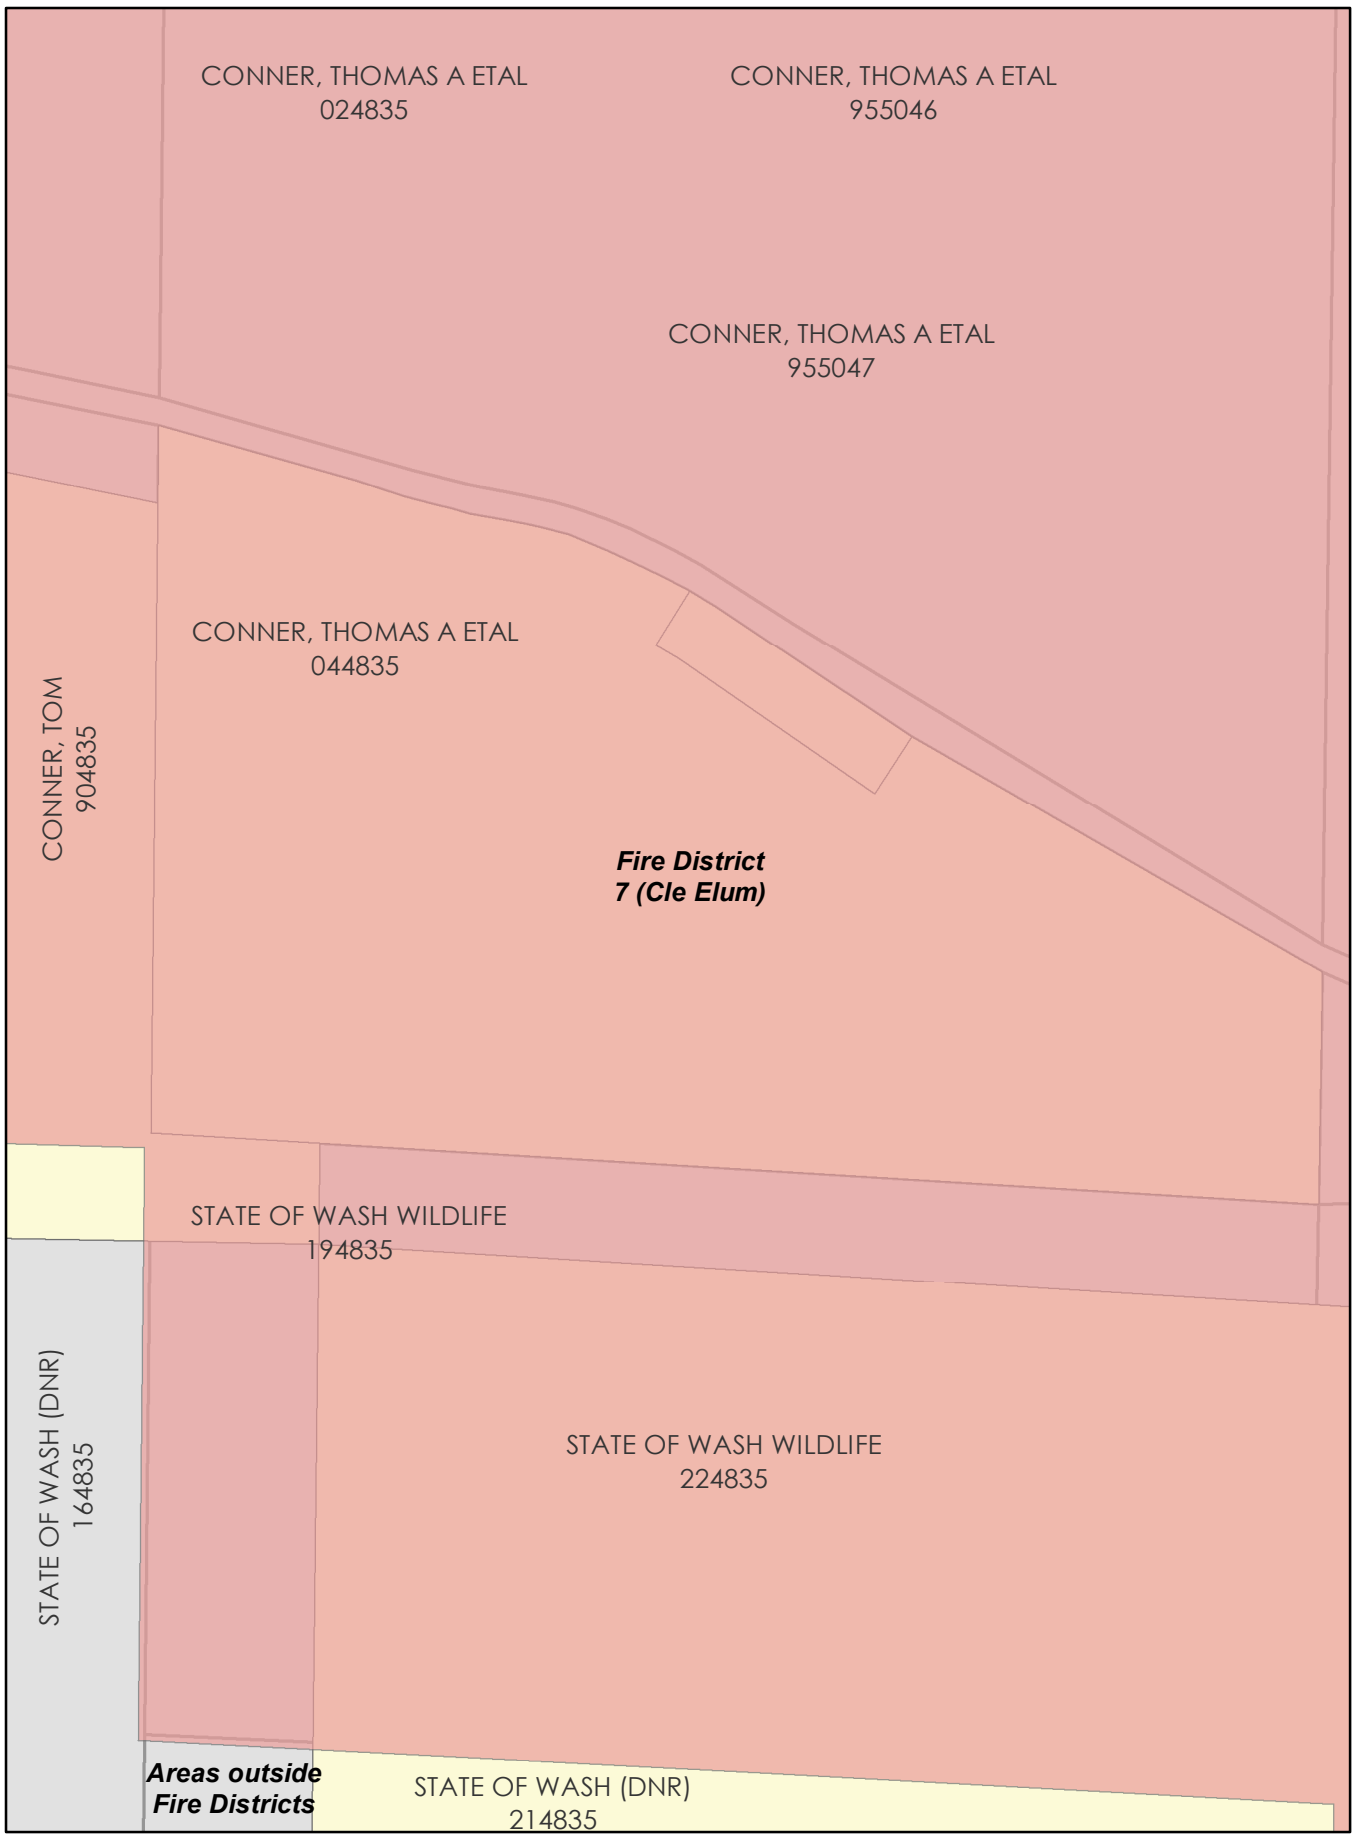 CONNER, THOMAS A ETAL
024835
CONNER, THOMAS A ETAL
955046
CONNER, THOMAS A ETAL
955047
CONNER, THOMAS A ETAL
044835
CONNER, TOM
904835
Fire District
7 (Cle Elum)
STATE OF WASH WILDLIFE
194835
STATE OF WASH (DNR)
164835
STATE OF WASH WILDLIFE
224835
Areas outside
Fire Districts
STATE OF WASH (DNR)
214835